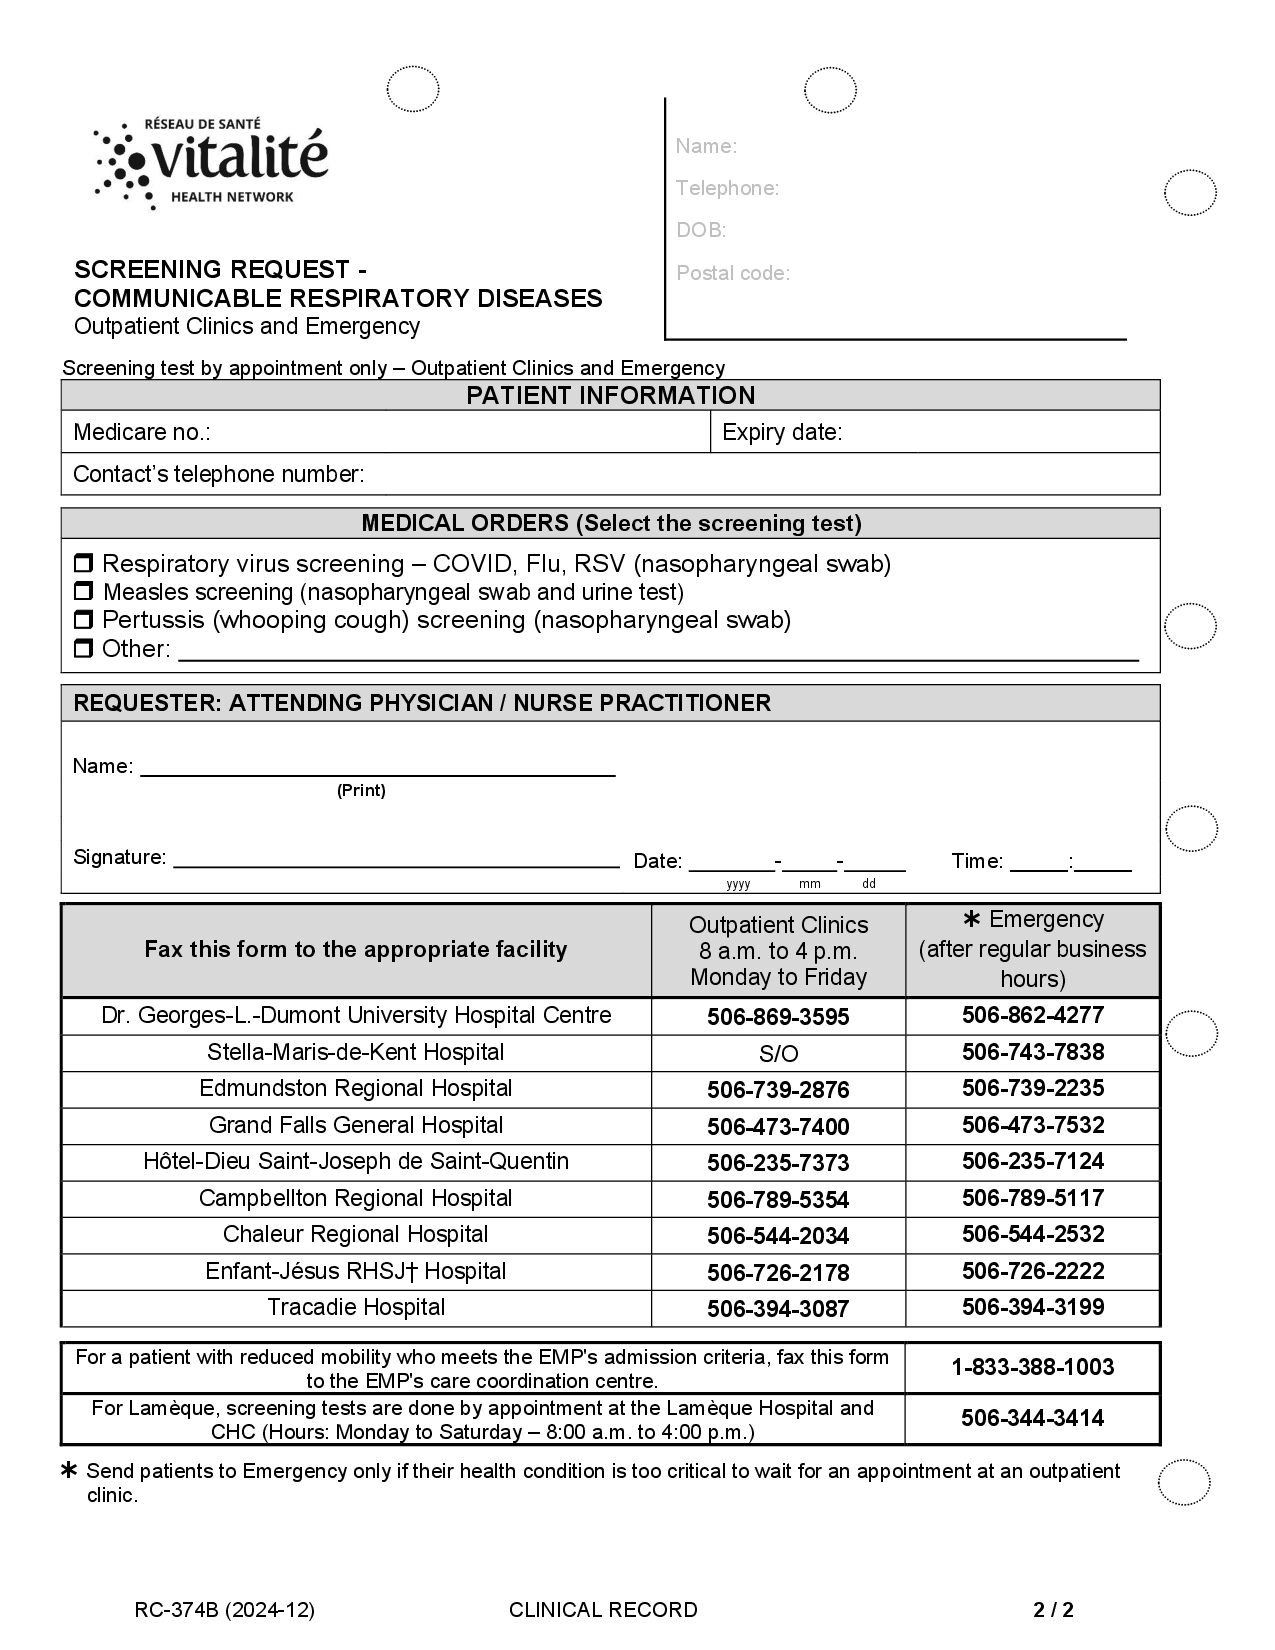 RÉSEAU DE SANTÉ
vitalité
HEALTH NETWORK
Name:
Telephone:
DOB:
Postal code:
SCREENING REQUEST -
COMMUNICABLE RESPIRATORY DISEASES
Outpatient Clinics and Emergency
Screening test by appointment only – Outpatient Clinics and Emergency
PATIENT INFORMATION
Medicare no.: Expiry date:
Contact's telephone number:
MEDICAL ORDERS (Select the screening test)
❒ Respiratory virus screening – COVID, Flu, RSV (nasopharyngeal swab)
❒ Measles screening (nasopharyngeal swab and urine test)
❒ Pertussis (whooping cough) screening (nasopharyngeal swab)
❒ Other:
REQUESTER: ATTENDING PHYSICIAN / NURSE PRACTITIONER
Name:
(Print)
Signature: Date: - - Time: :
yyyy mm dd
Fax this form to the appropriate facility
Outpatient Clinics
8 a.m. to 4 p.m.
Monday to Friday
* Emergency
(after regular business
hours)
Dr. Georges-L.-Dumont University Hospital Centre 506-869-3595 506-862-4277
Stella-Maris-de-Kent Hospital S/O 506-743-7838
Edmundston Regional Hospital 506-739-2876 506-739-2235
Grand Falls General Hospital 506-473-7400 506-473-7532
Hôtel-Dieu Saint-Joseph de Saint-Quentin 506-235-7373 506-235-7124
Campbellton Regional Hospital 506-789-5354 506-789-5117
Chaleur Regional Hospital 506-544-2034 506-544-2532
Enfant-Jésus RHSJ† Hospital 506-726-2178 506-726-2222
Tracadie Hospital 506-394-3087 506-394-3199
For a patient with reduced mobility who meets the EMP's admission criteria, fax this form
to the EMP's care coordination centre.
1-833-388-1003
For Lamèque, screening tests are done by appointment at the Lamèque Hospital and
CHC (Hours: Monday to Saturday – 8:00 a.m. to 4:00 p.m.)
506-344-3414
* Send patients to Emergency only if their health condition is too critical to wait for an appointment at an outpatient
clinic.
RC-374B (2024-12) CLINICAL RECORD 2 / 2